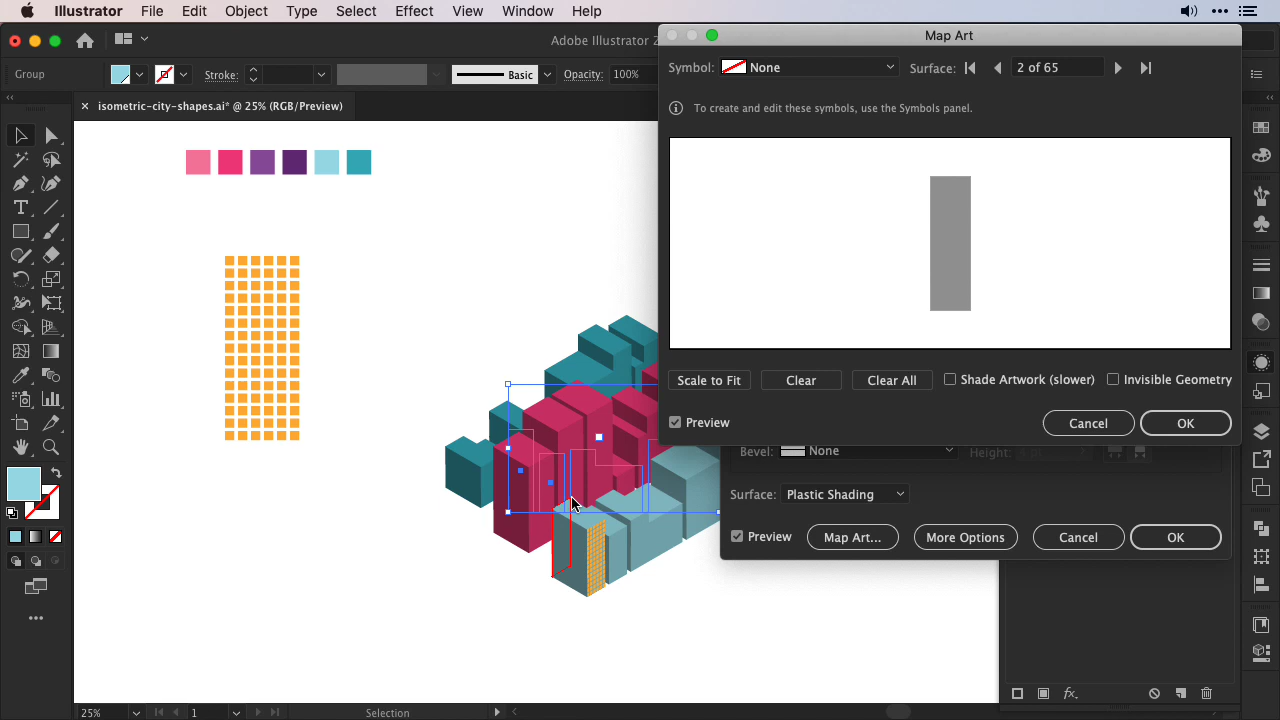 Illustrator File Edit Object Type Select Effect View Window Help
Adobe Illustrator
Map Art
Group Stroke: Basic Opacity: 100%
Symbol: None Surface: 2 of 65
× isometric-city-shapes.ai* @ 25% (RGB/Preview)
To create and edit these symbols, use the Symbols panel.
Scale to Fit Clear Clear All Shade Artwork (slower) Invisible Geometry
Preview Cancel OK
Bevel: None Height:
Surface: Plastic Shading
Preview Map Art... More Options Cancel OK
fx
25% 1 Selection